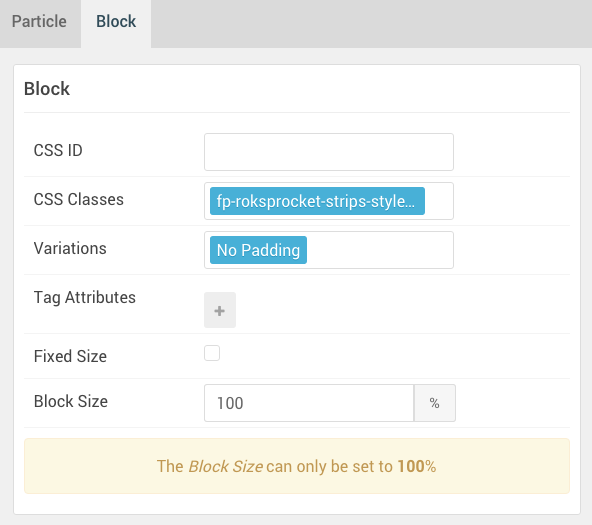 Particle Block
Block
CSS ID
CSS Classes fp-roksprocket-strips-style...
Variations No Padding
Tag Attributes +
Fixed Size
Block Size 100 %
The Block Size can only be set to 100%